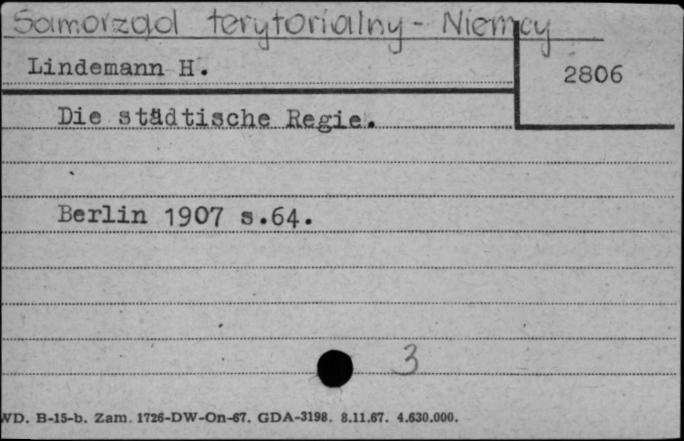 Samorząd terytorialny - Niemcy
Lindemann H.
2806
Die städtische Regie.
Berlin 1907 s.64.
3
WD. B-15-b. Zam. 1726-DW-On-67. GDA-3198. 8.11.67. 4.630.000.